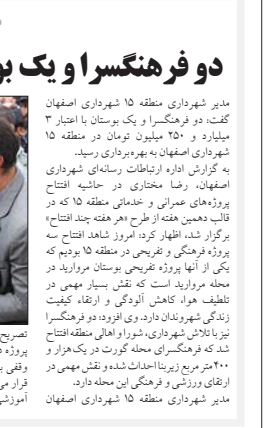 دو فرهنگسرا و یک بو
مدیر شهرداری منطقه ۱۵ شهرداری اصفهان
گفت: دو فرهنگسرا و یک بوستان با اعتبار ۳
میلیارد و ۲۵۰ میلیون تومان در منطقه ۱۵
شهرداری اصفهان به بهره‌برداری رسید.
به گزارش اداره ارتباطات رسانه‌ای شهرداری
اصفهان، رضا مختاری در حاشیه افتتاح
پروژه‌های عمرانی و خدماتی منطقه ۱۵ که در
قالب دهمین هفته از طرح «هر هفته چند افتتاح»
برگزار شد، اظهار کرد: امروز شاهد افتتاح سه
پروژه فرهنگی و تفریحی در منطقه ۱۵ بودیم که
یکی از آنها پروژه تفریحی بوستان مروارید در
محله مروارید است که نقش بسیار مهمی در
تلطیف هوا، کاهش آلودگی و ارتقاء کیفیت
زندگی شهروندان دارد. وی افزود: دو فرهنگسرا
نیز با تلاش شهرداری، شورا و اهالی منطقه افتتاح
شد که فرهنگسرای محله گورت در یک‌هزار و
۴۰۰ متر مربع زیربنا احداث شده و نقش مهمی در
ارتقای ورزشی و فرهنگی این محله دارد.
مدیر شهرداری منطقه ۱۵ شهرداری اصفهان
تصریح
پروژه
وقفی
قرار می
آموزشی